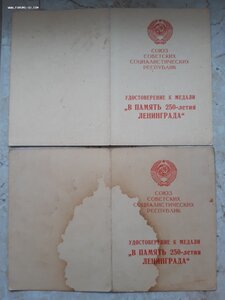 СОЮЗ
СОВЕТСКИХ
СОЦИАЛИСТИЧЕСКИХ
РЕСПУБЛИК
УДОСТОВЕРЕНИЕ К МЕДАЛИ
„В ПАМЯТЬ 250-летия
ЛЕНИНГРАДА“
СОЮЗ
СОВЕТСКИХ
СОЦИАЛИСТИЧЕСКИХ
РЕСПУБЛИК
УДОСТОВЕРЕНИЕ К МЕДАЛИ
„В ПАМЯТЬ 250-летия
ЛЕНИНГРАДА“